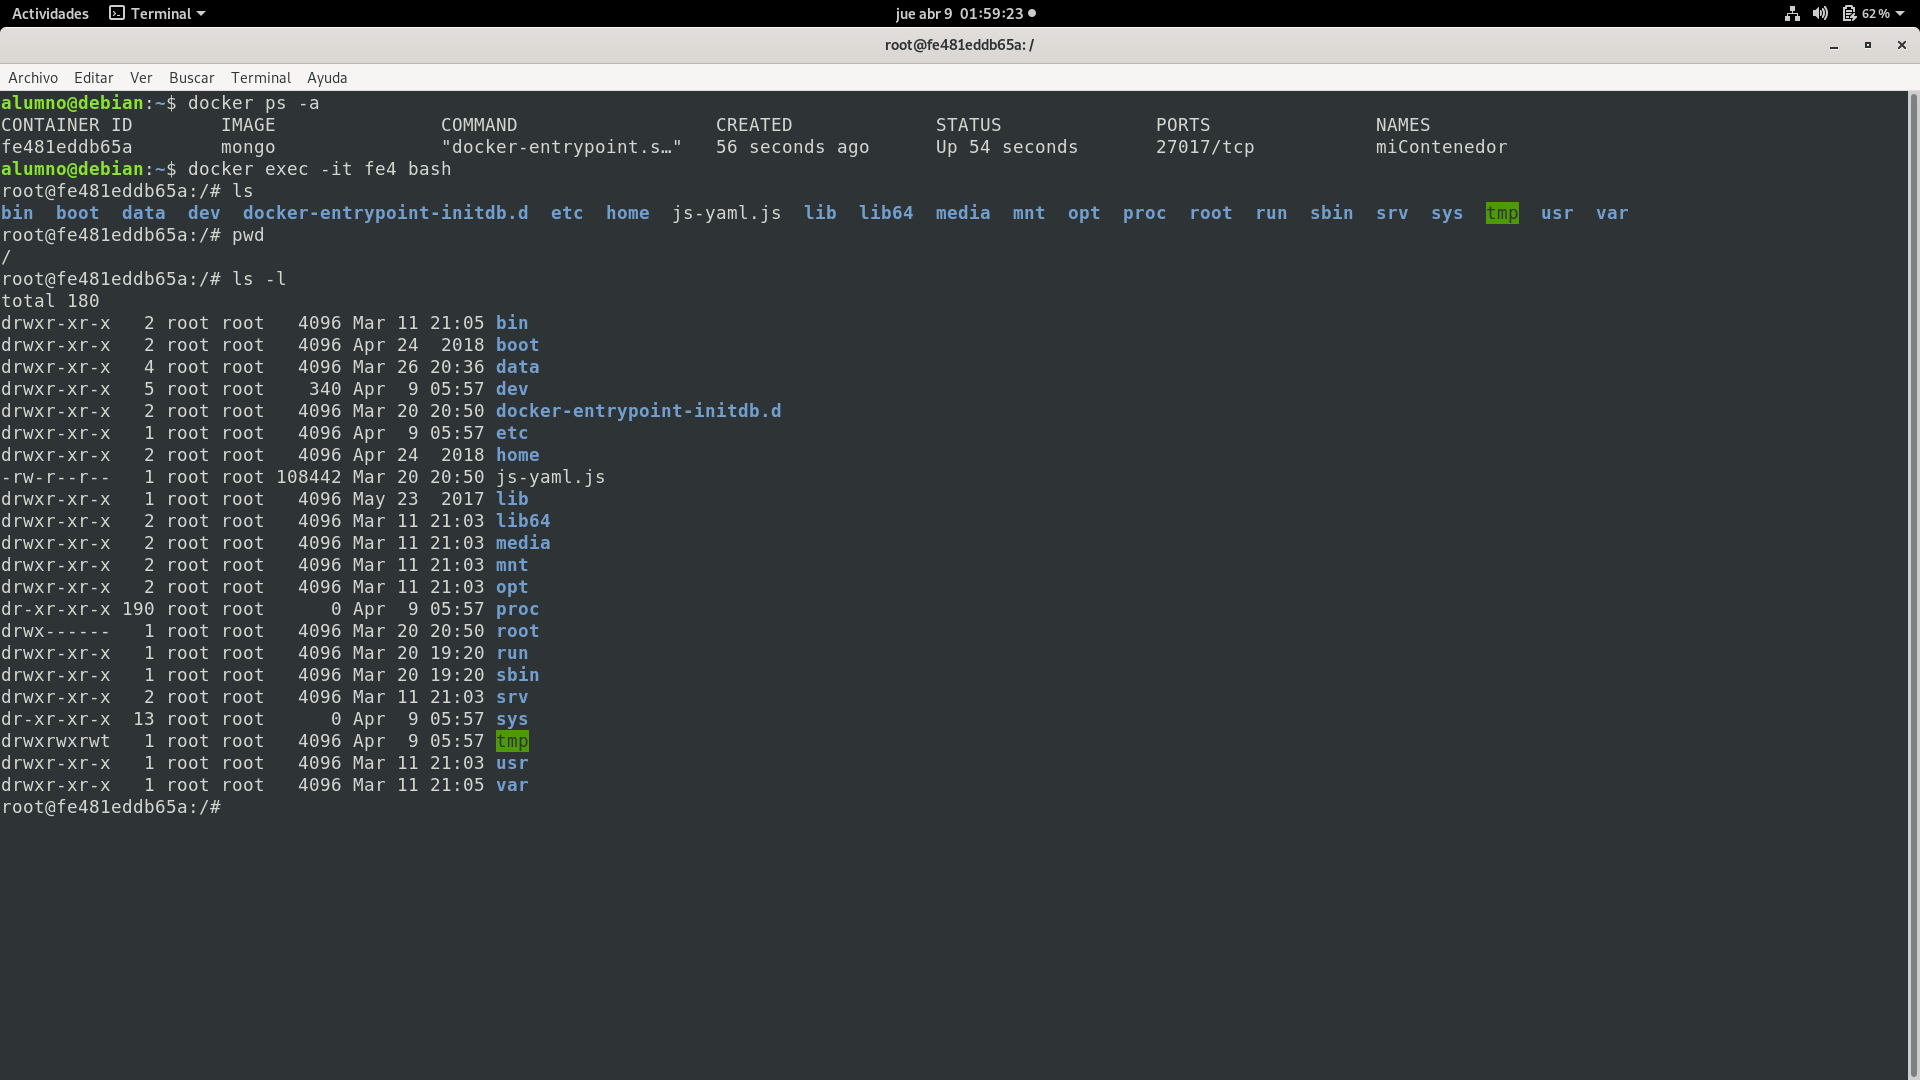 Actividades Terminal jue abr 9 01:59:23 62 %
root@fe481eddb65a: /
Archivo Editar Ver Buscar Terminal Ayuda
alumno@debian:~$ docker ps -a
CONTAINER ID        IMAGE               COMMAND                  CREATED             STATUS              PORTS               NAMES
fe481eddb65a        mongo               "docker-entrypoint.s…"   56 seconds ago      Up 54 seconds       27017/tcp           miContenedor
alumno@debian:~$ docker exec -it fe4 bash
root@fe481eddb65a:/# ls
bin  boot  data  dev  docker-entrypoint-initdb.d  etc  home  js-yaml.js  lib  lib64  media  mnt  opt  proc  root  run  sbin  srv  sys  tmp  usr  var
root@fe481eddb65a:/# pwd
/
root@fe481eddb65a:/# ls -l
total 180
drwxr-xr-x   2 root root   4096 Mar 11 21:05 bin
drwxr-xr-x   2 root root   4096 Apr 24  2018 boot
drwxr-xr-x   4 root root   4096 Mar 26 20:36 data
drwxr-xr-x   5 root root    340 Apr  9 05:57 dev
drwxr-xr-x   2 root root   4096 Mar 20 20:50 docker-entrypoint-initdb.d
drwxr-xr-x   1 root root   4096 Apr  9 05:57 etc
drwxr-xr-x   2 root root   4096 Apr 24  2018 home
-rw-r--r--   1 root root 108442 Mar 20 20:50 js-yaml.js
drwxr-xr-x   1 root root   4096 May 23  2017 lib
drwxr-xr-x   2 root root   4096 Mar 11 21:03 lib64
drwxr-xr-x   2 root root   4096 Mar 11 21:03 media
drwxr-xr-x   2 root root   4096 Mar 11 21:03 mnt
drwxr-xr-x   2 root root   4096 Mar 11 21:03 opt
dr-xr-xr-x 190 root root      0 Apr  9 05:57 proc
drwx------   1 root root   4096 Mar 20 20:50 root
drwxr-xr-x   1 root root   4096 Mar 20 19:20 run
drwxr-xr-x   1 root root   4096 Mar 20 19:20 sbin
drwxr-xr-x   2 root root   4096 Mar 11 21:03 srv
dr-xr-xr-x  13 root root      0 Apr  9 05:57 sys
drwxrwxrwt   1 root root   4096 Apr  9 05:57 tmp
drwxr-xr-x   1 root root   4096 Mar 11 21:03 usr
drwxr-xr-x   1 root root   4096 Mar 11 21:05 var
root@fe481eddb65a:/#